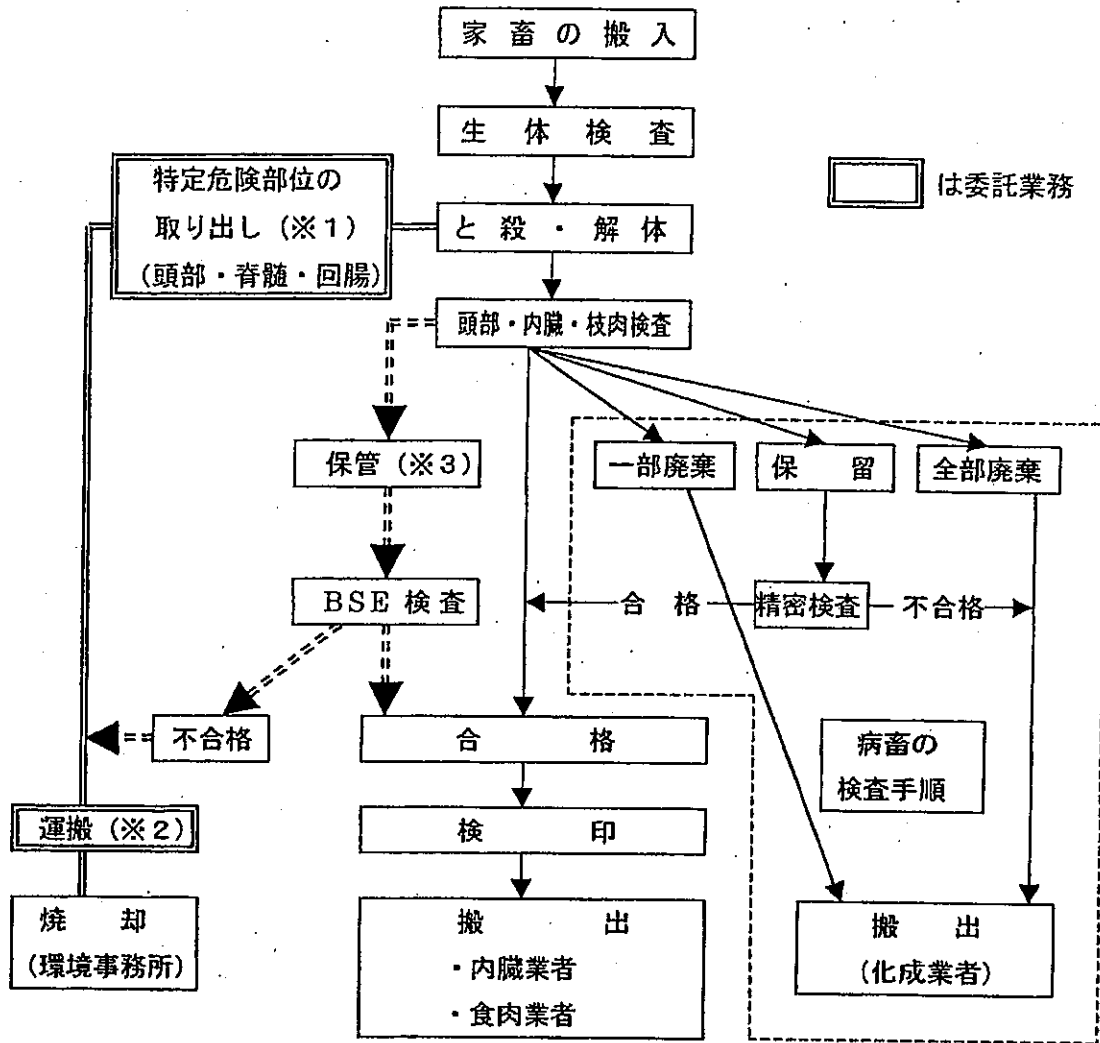 家畜の搬入
生体検査
特定危険部位の
取り出し（※1）
（頭部・脊髄・回腸）
は委託業務
と殺・解体
頭部・内臓・枝肉検査
保管（※3）
一部廃棄
保留
全部廃棄
BSE検査
合格
精密検査
不合格
不合格
合格
病畜の
検査手順
運搬（※2）
検印
焼却
（環境事務所）
搬出
・内臓業者
・食肉業者
搬出
（化成業者）